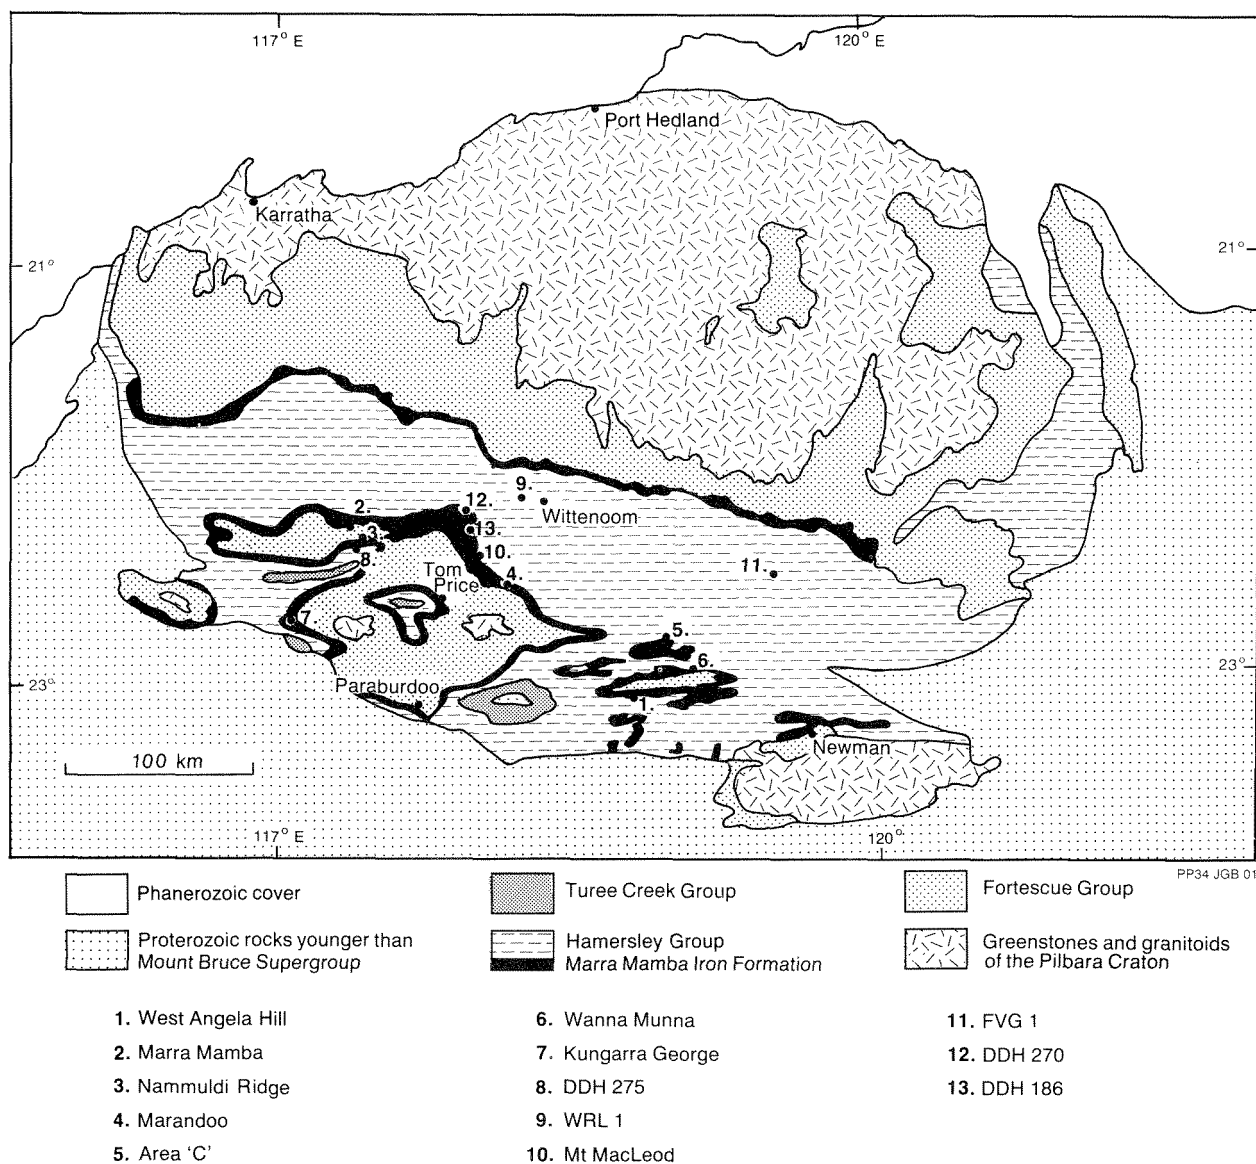 117° E
120° E
Port Hedland
Karratha
21°
21°
9.
12.
2.
Wittenoom
13.
3.
10.
8.
11.
Tom
Price
4.
7
5.
6.
23°
23°
Paraburdoo
1.
Newman
100 km
117° E
120°
PP34 JGB 01
Phanerozoic cover
Turee Creek Group
Fortescue Group
Proterozoic rocks younger than
Mount Bruce Supergroup
Hamersley Group
Marra Mamba Iron Formation
Greenstones and granitoids
of the Pilbara Craton
1. West Angela Hill
2. Marra Mamba
3. Nammuldi Ridge
4. Marandoo
5. Area ‘C’
6. Wanna Munna
7. Kungarra George
8. DDH 275
9. WRL 1
10. Mt MacLeod
11. FVG 1
12. DDH 270
13. DDH 186